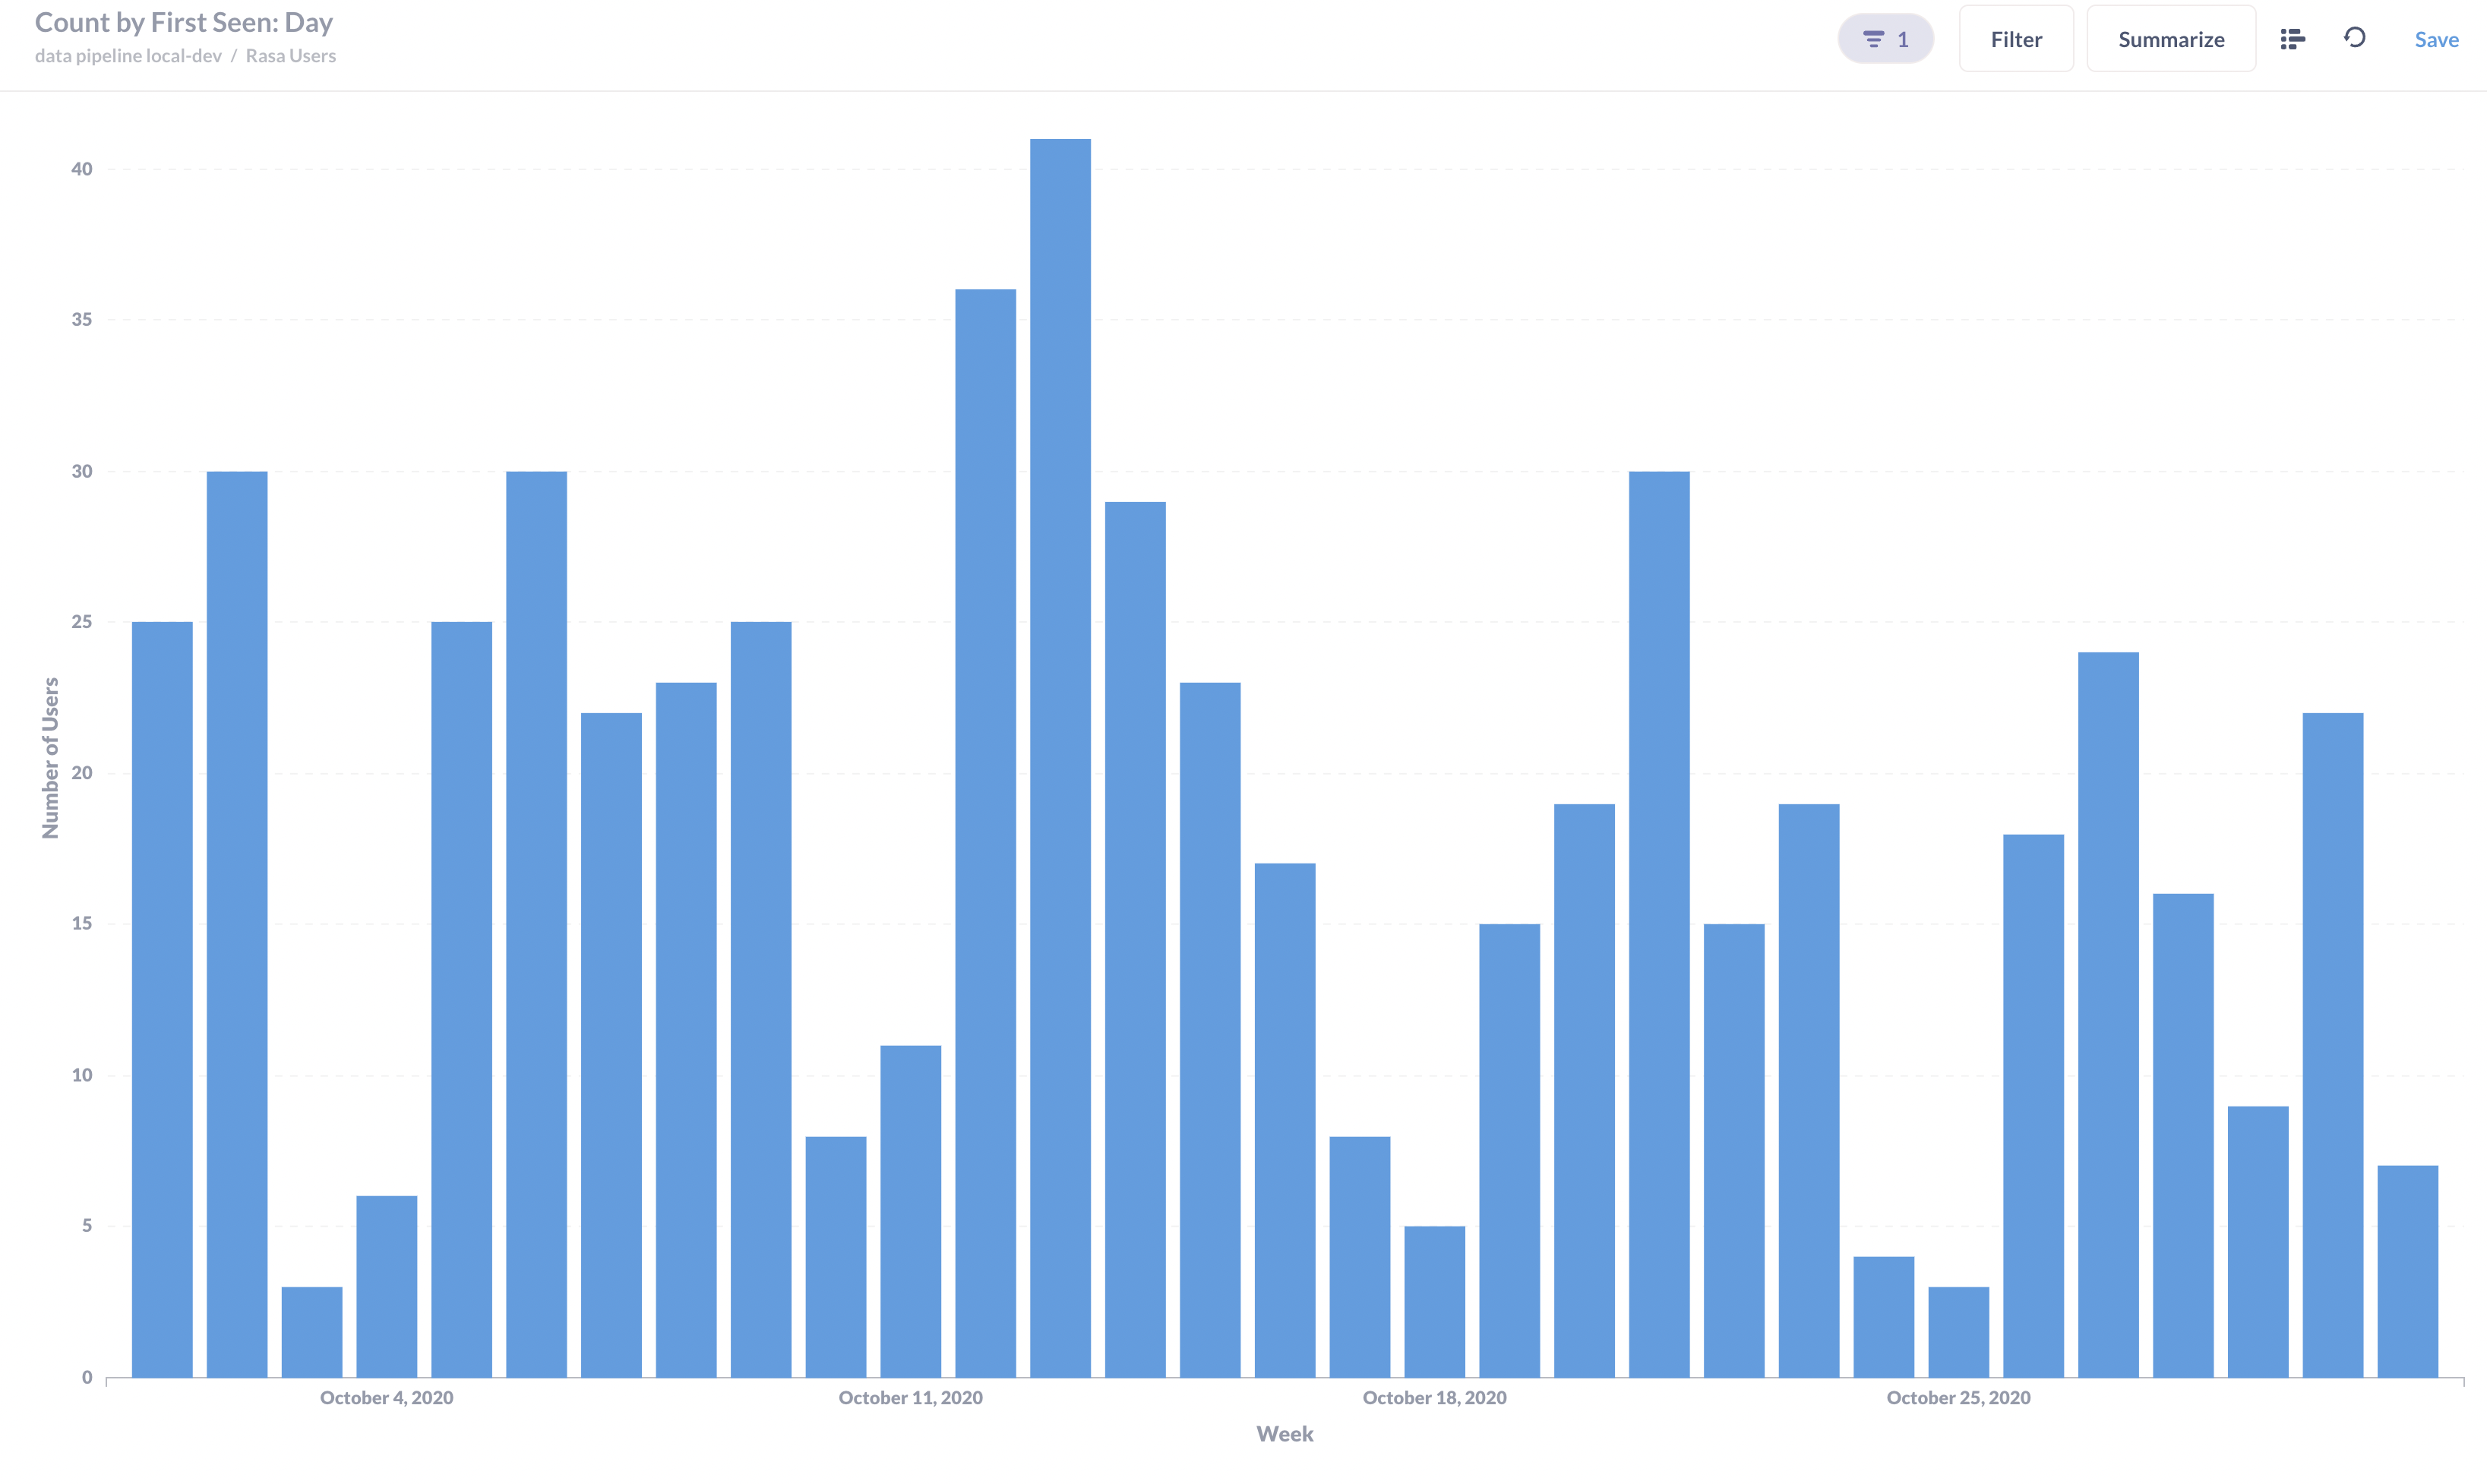 Count by First Seen: Day
data pipeline local-dev / Rasa Users
1
Filter
Summarize
Save
40
35
30
25
20
15
10
5
0
Number of Users
October 4, 2020
October 11, 2020
October 18, 2020
October 25, 2020
Week